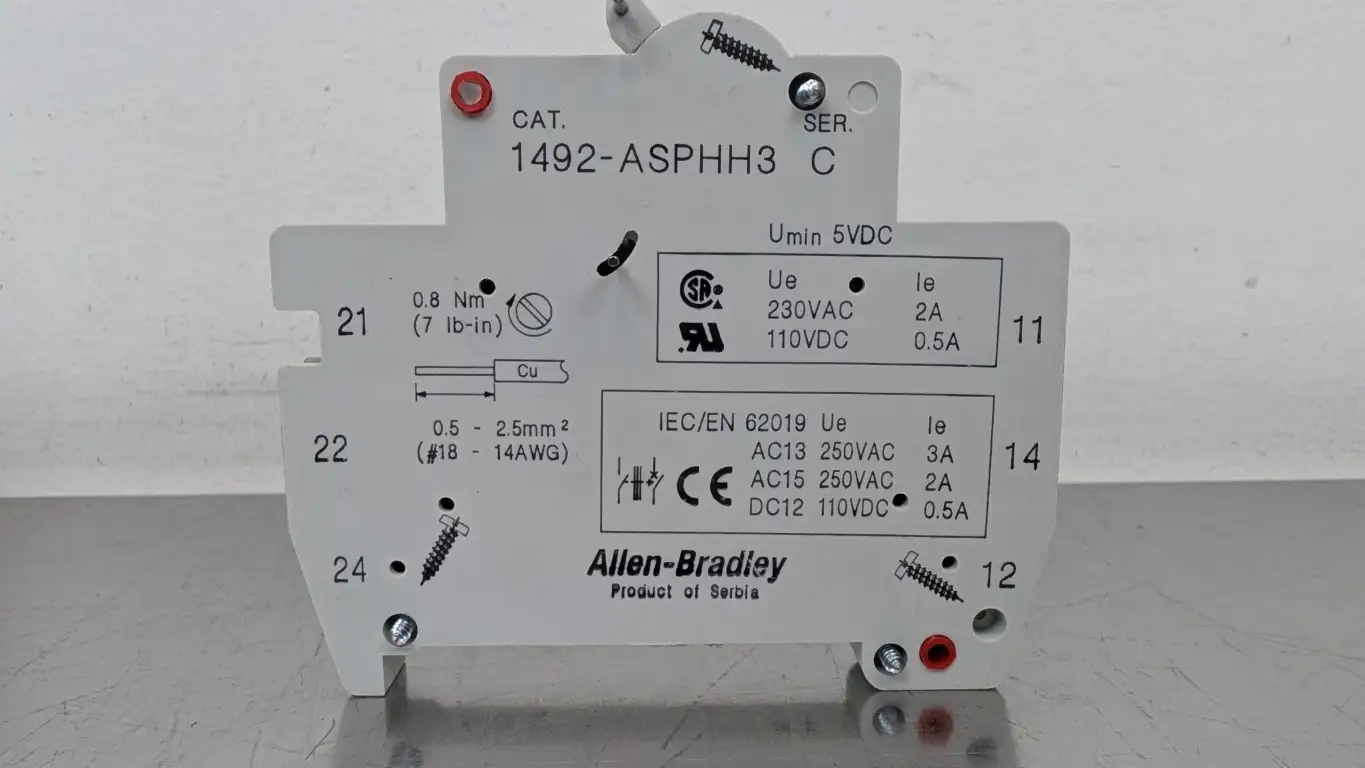 CAT. SER.
1492-ASPHH3 C
Umin 5VDC
Ue Ie
230VAC 2A
110VDC 0.5A
21
0.8 Nm
(7 lb-in)
11
Cu
0.5 - 2.5mm²
(#18 - 14AWG)
22
IEC/EN 62019 Ue Ie
AC13 250VAC 3A
AC15 250VAC 2A
DC12 110VDC 0.5A
CE
14
24
Allen-Bradley
Product of Serbia
12